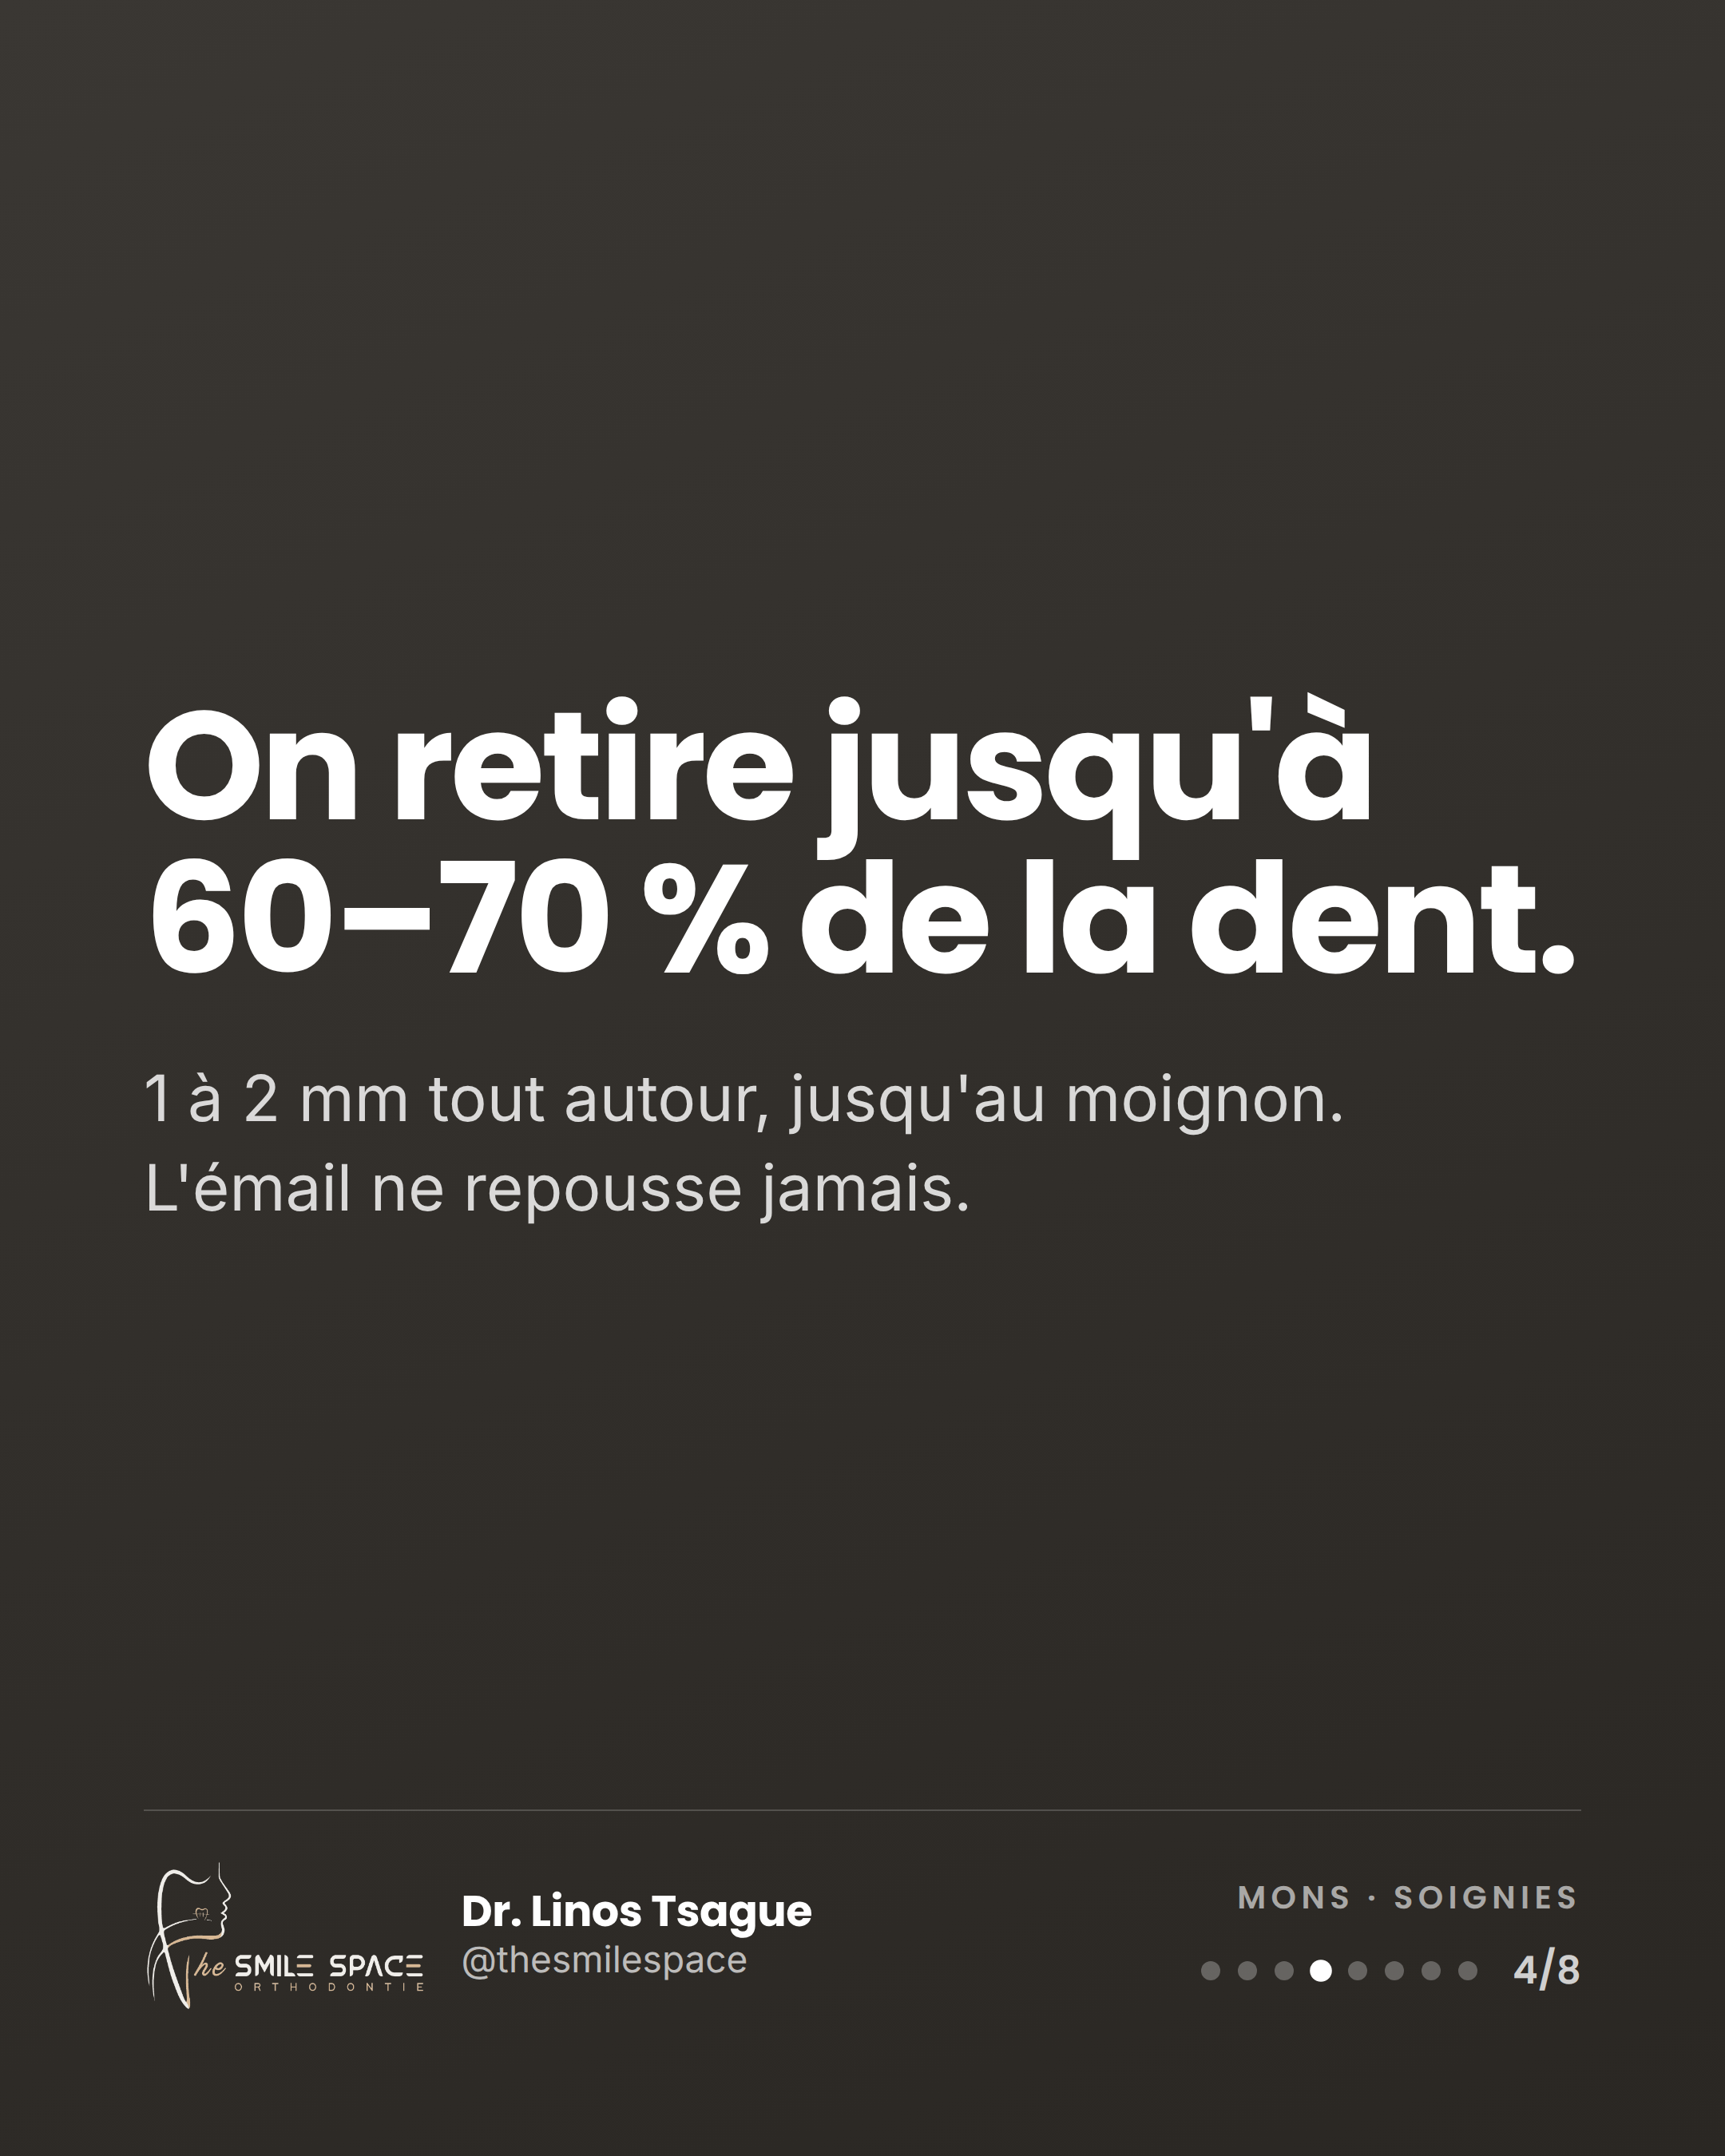 On retire jusqu'à
60–70 % de la dent.
1 à 2 mm tout autour, jusqu'au moignon.
L'émail ne repousse jamais.
The SMILE SPACE
ORTHODONTIE
Dr. Linos Tsague
@thesmilespace
MONS · SOIGNIES
4/8